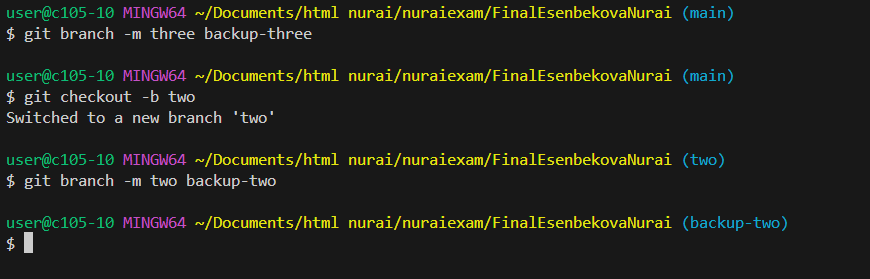 user@c105-10 MINGW64 ~/Documents/html nurai/nuraiexam/FinalEsenbekovaNurai (main)
$ git branch -m three backup-three
user@c105-10 MINGW64 ~/Documents/html nurai/nuraiexam/FinalEsenbekovaNurai (main)
$ git checkout -b two
Switched to a new branch 'two'
user@c105-10 MINGW64 ~/Documents/html nurai/nuraiexam/FinalEsenbekovaNurai (two)
$ git branch -m two backup-two
user@c105-10 MINGW64 ~/Documents/html nurai/nuraiexam/FinalEsenbekovaNurai (backup-two)
$